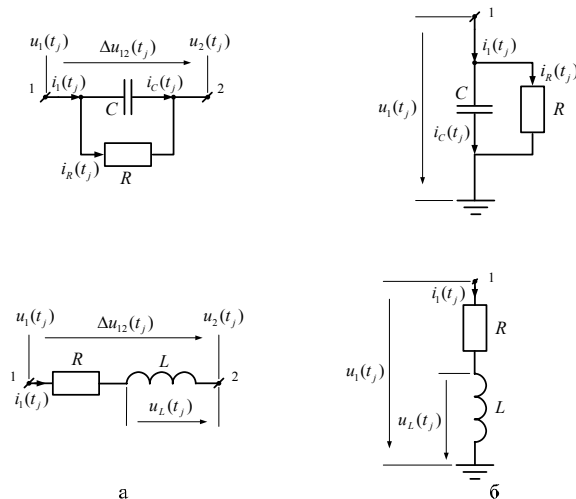 u₁(tⱼ) Δu₁₂(tⱼ) u₂(tⱼ)
1 i₁(tⱼ) C i_C(tⱼ) 2
i_R(tⱼ) R
1
i₁(tⱼ)
i_R(tⱼ)
u₁(tⱼ) C R
i_C(tⱼ)
u₁(tⱼ) Δu₁₂(tⱼ) u₂(tⱼ)
1 R L 2
i₁(tⱼ)
u_L(tⱼ)
1
i₁(tⱼ)
R
u₁(tⱼ)
u_L(tⱼ) L
а
б